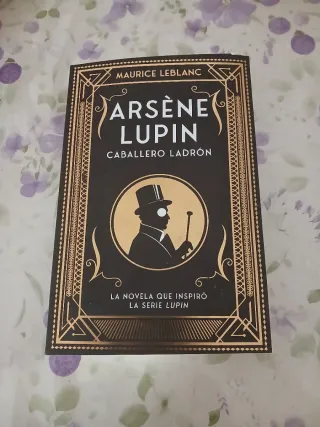 MAURICE LEBLANC
ARSÈNE
LUPIN
CABALLERO LADRÓN
LA NOVELA QUE INSPIRÓ
LA SERIE LUPIN